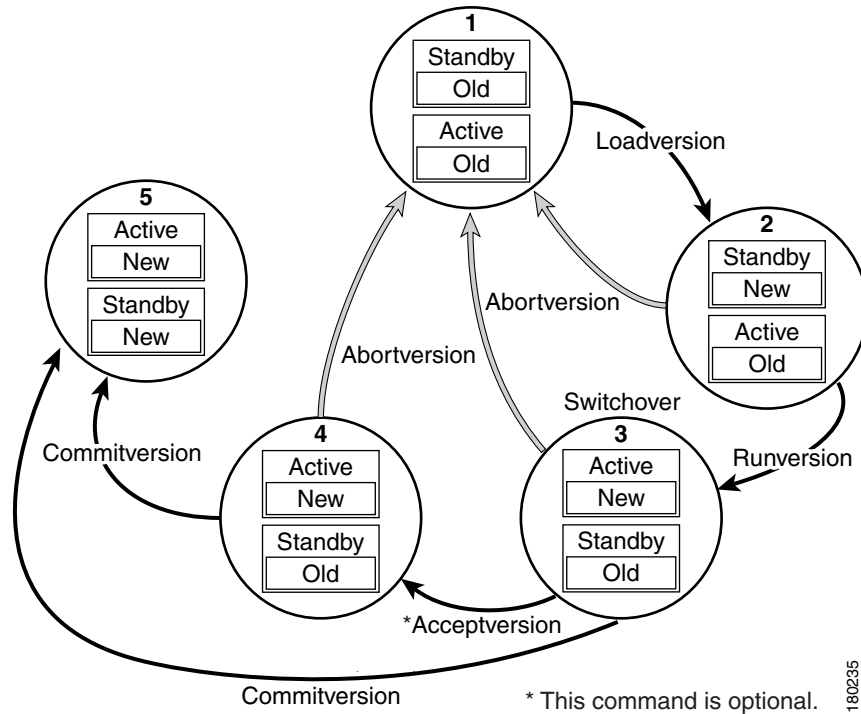 1
Standby
Old
Active
Old
Loadversion
5
Active
New
Standby
New
2
Standby
New
Active
Old
Abortversion
Abortversion
Switchover
4
Active
New
Standby
Old
3
Active
New
Standby
Old
Commitversion
Runversion
*Acceptversion
Commitversion
* This command is optional.
180235